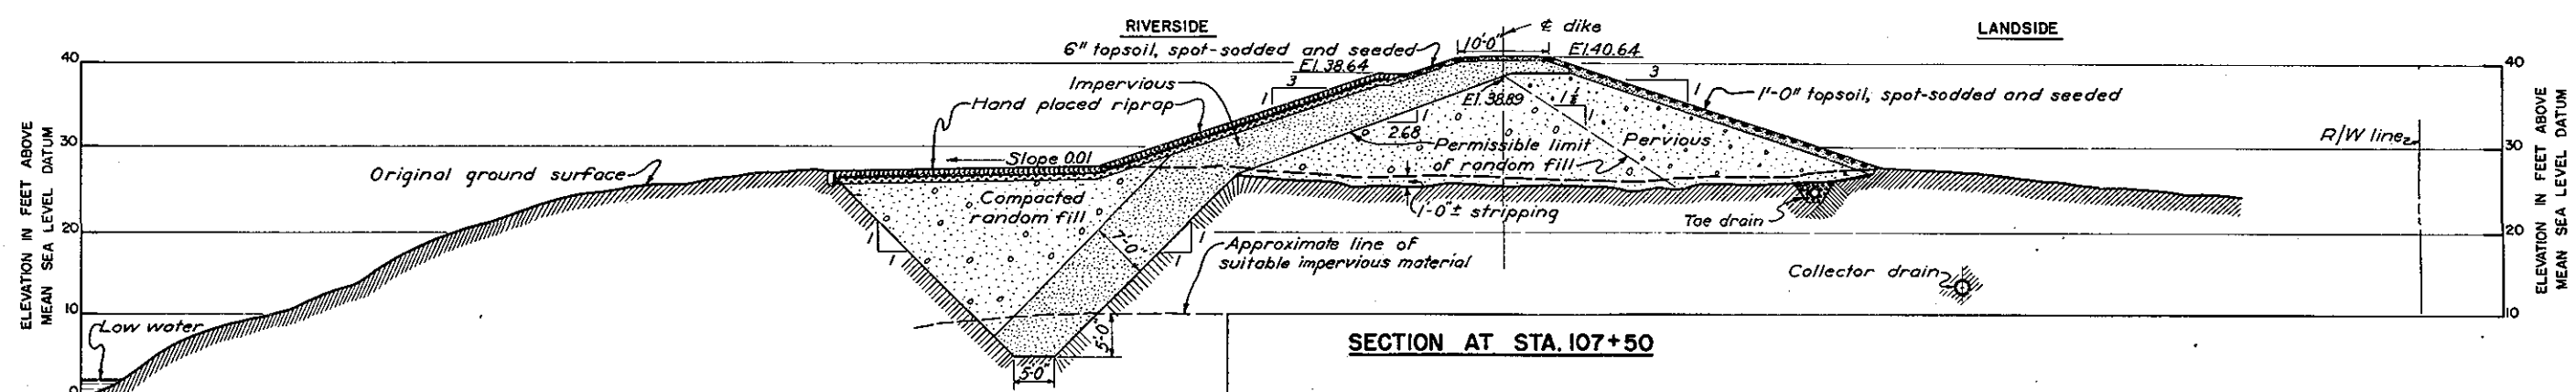 RIVERSIDE
LANDSIDE
℄ dike
6" topsoil, spot-sodded and seeded
10'-0"
El. 40.64
El. 38.64
Impervious
Hand placed riprap
3
1
El. 38.89
1
2.68
1
3
1
1'-0" topsoil, spot-sodded and seeded
Permissible limit
of random fill
Pervious
R/W line
Original ground surface
Slope 0.01
Compacted
random fill
1'-0"± stripping
Toe drain
7'-0"
1
1
1
1
Approximate line of
suitable impervious material
Collector drain
Low water
5'-0"
5'-0"
SECTION AT STA. 107+50
ELEVATION IN FEET ABOVE
MEAN SEA LEVEL DATUM
40
30
20
10
0
40
30
20
10
ELEVATION IN FEET ABOVE
MEAN SEA LEVEL DATUM